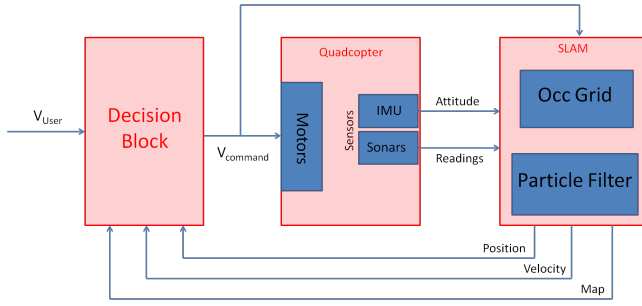 Quadcopter
SLAM
V_User
Decision
Block
V_command
Motors
Sensors
IMU
Sonars
Attitude
Readings
Occ Grid
Particle Filter
Position
Velocity
Map